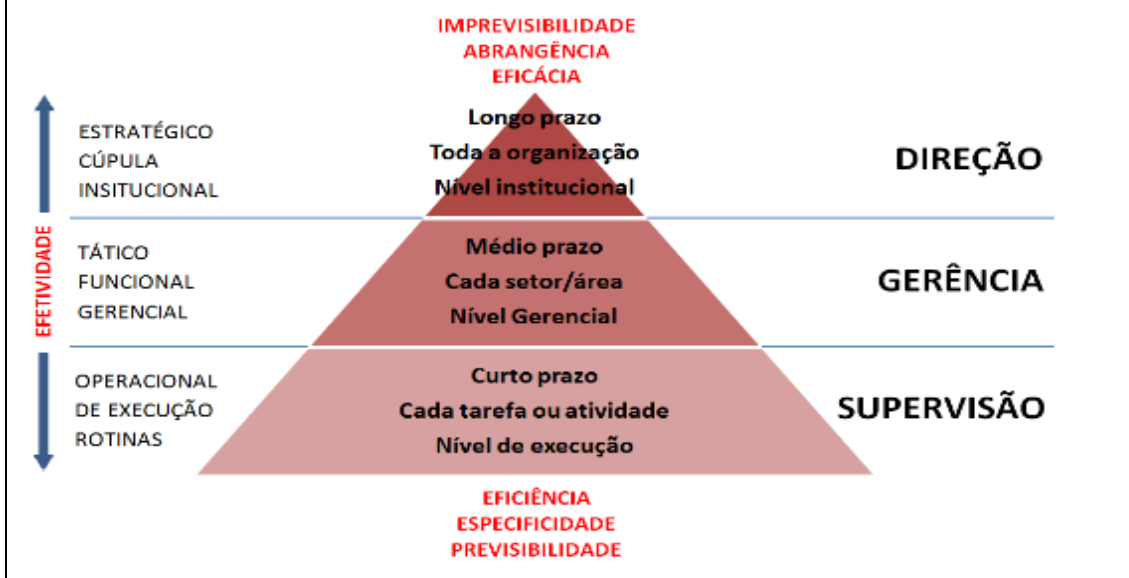 IMPREVISIBILIDADE
ABRANGÊNCIA
EFICÁCIA
ESTRATÉGICO
CÚPULA
INSITUCIONAL
Longo prazo
Toda a organização
Nível institucional
DIREÇÃO
EFETIVIDADE
TÁTICO
FUNCIONAL
GERENCIAL
Médio prazo
Cada setor/área
Nível Gerencial
GERÊNCIA
OPERACIONAL
DE EXECUÇÃO
ROTINAS
Curto prazo
Cada tarefa ou atividade
Nível de execução
SUPERVISÃO
EFICIÊNCIA
ESPECIFICIDADE
PREVISIBILIDADE